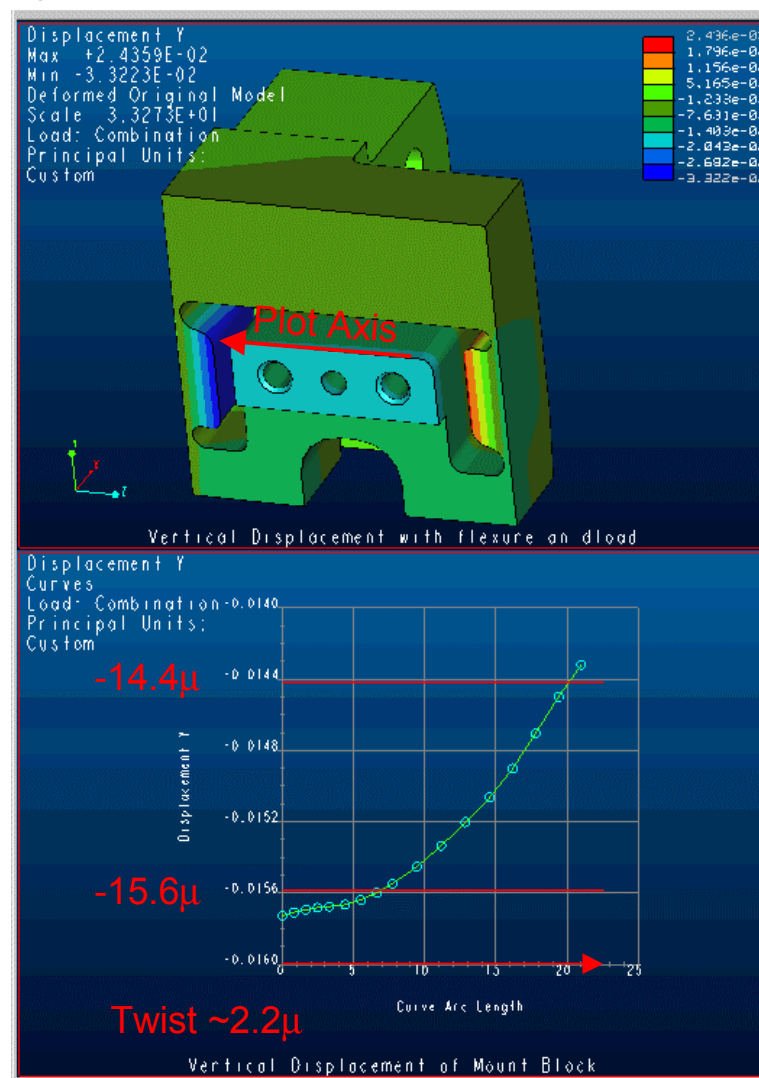 Displacement Y
Max +2.4359E-02
Min -3.3223E-02
Deformed Original Model
Scale 3.3273E+01
Load: Combination
Principal Units:
Custom
Plot Axis
Vertical Displacement with flexure an dload
Displacement Y
Curves
Load: Combination
Principal Units:
Custom
-0.0140
-14.4μ
-0.0144
-0.0148
Displacement Y
-0.0152
-15.6μ
-0.0156
-0.0160
0 5 10 15 20 25
Curve Arc Length
Twist ~2.2μ
Vertical Displacement of Mount Block